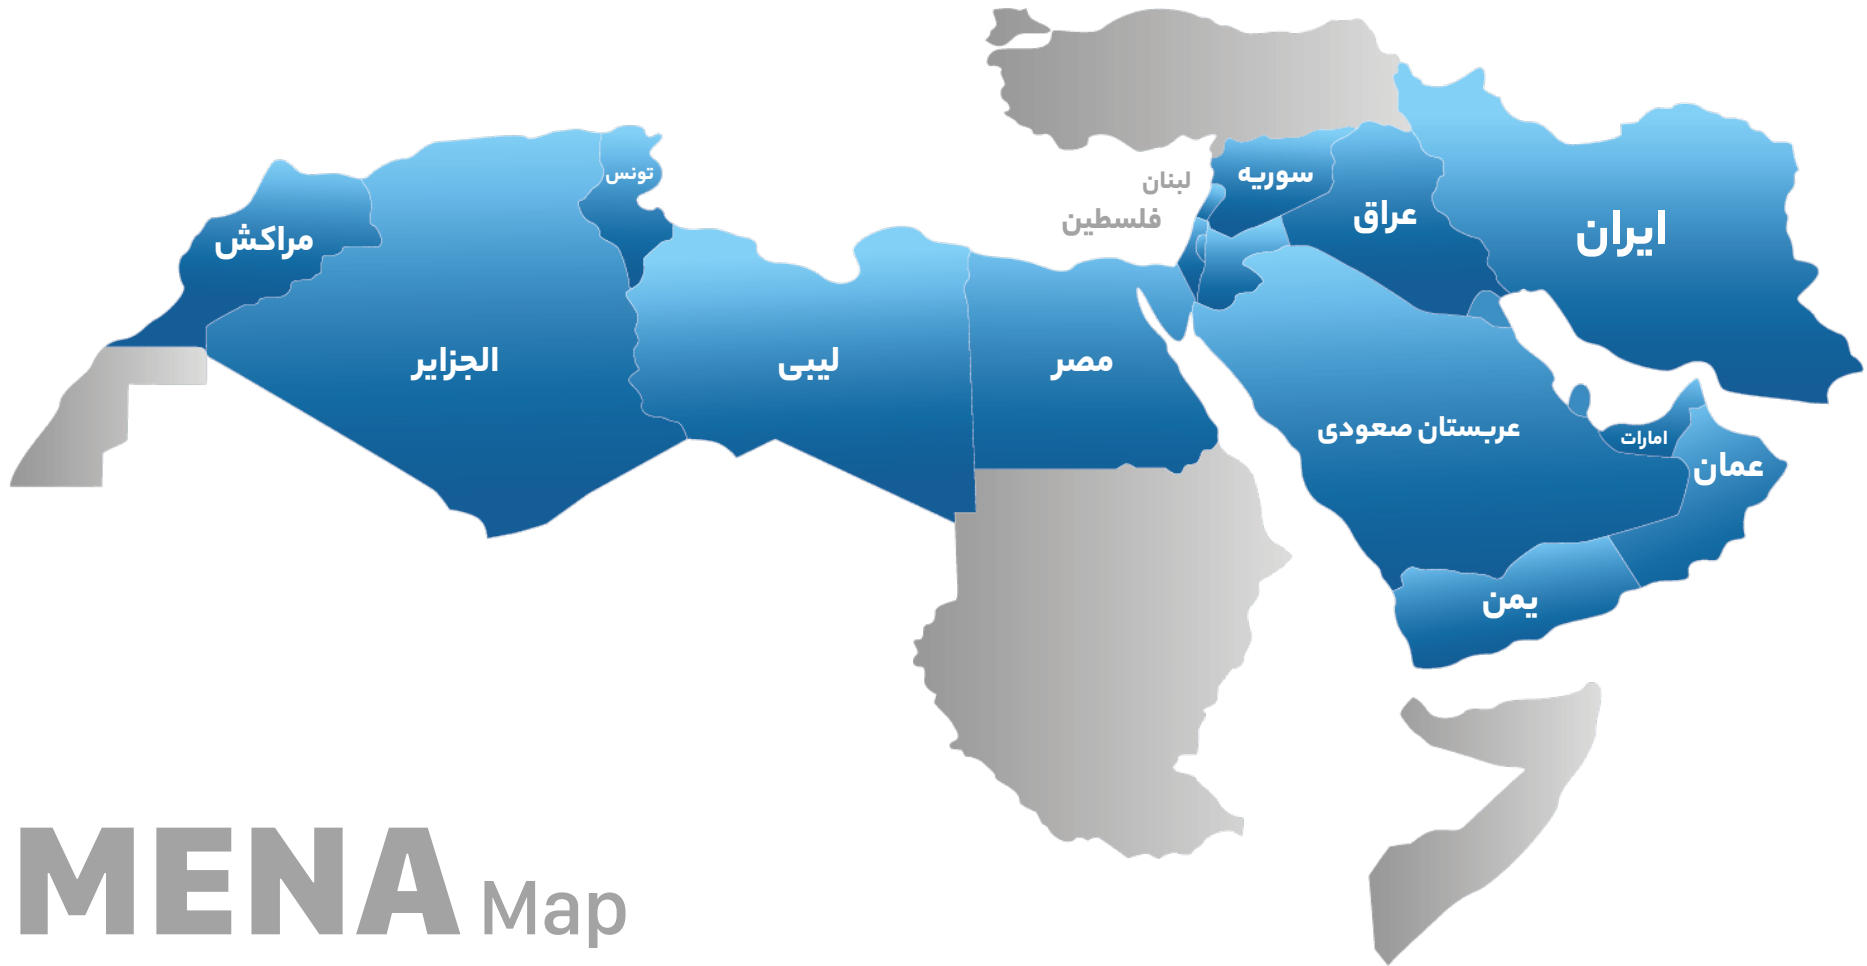 تونس
سوریه
لبنان
عراق
فلسطین
ایران
مراکش
الجزایر
لیبی
مصر
عربستان صعودی
امارات
عمان
یمن
MENA Map